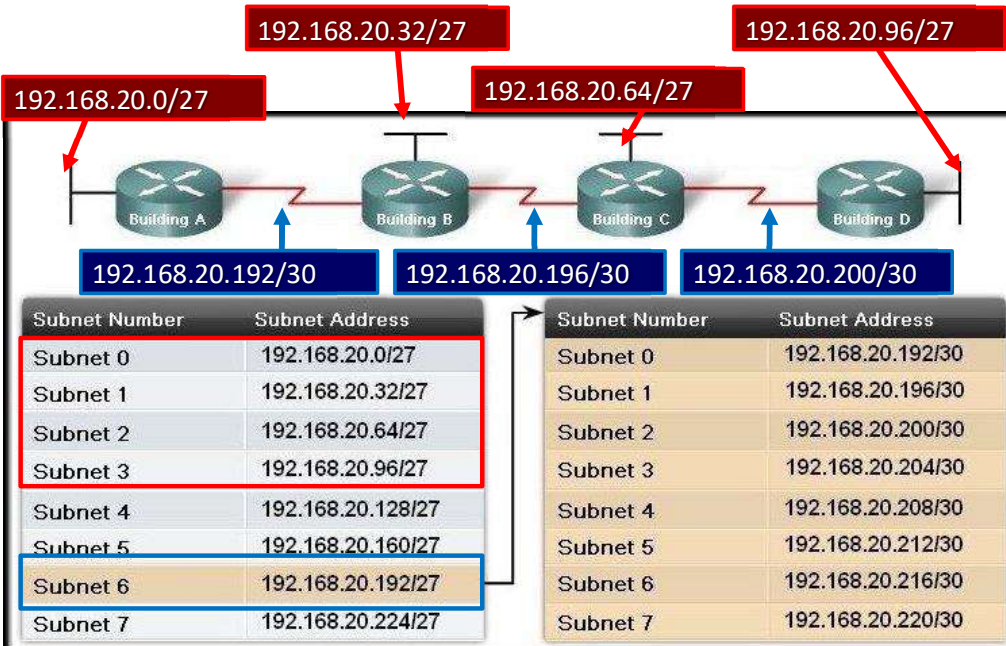 192.168.20.32/27
192.168.20.96/27
192.168.20.0/27
192.168.20.64/27
Building A
Building B
Building C
Building D
192.168.20.192/30
192.168.20.196/30
192.168.20.200/30
Subnet Number Subnet Address
Subnet 0 192.168.20.0/27
Subnet 1 192.168.20.32/27
Subnet 2 192.168.20.64/27
Subnet 3 192.168.20.96/27
Subnet 4 192.168.20.128/27
Subnet 5 192.168.20.160/27
Subnet 6 192.168.20.192/27
Subnet 7 192.168.20.224/27
Subnet Number Subnet Address
Subnet 0 192.168.20.192/30
Subnet 1 192.168.20.196/30
Subnet 2 192.168.20.200/30
Subnet 3 192.168.20.204/30
Subnet 4 192.168.20.208/30
Subnet 5 192.168.20.212/30
Subnet 6 192.168.20.216/30
Subnet 7 192.168.20.220/30